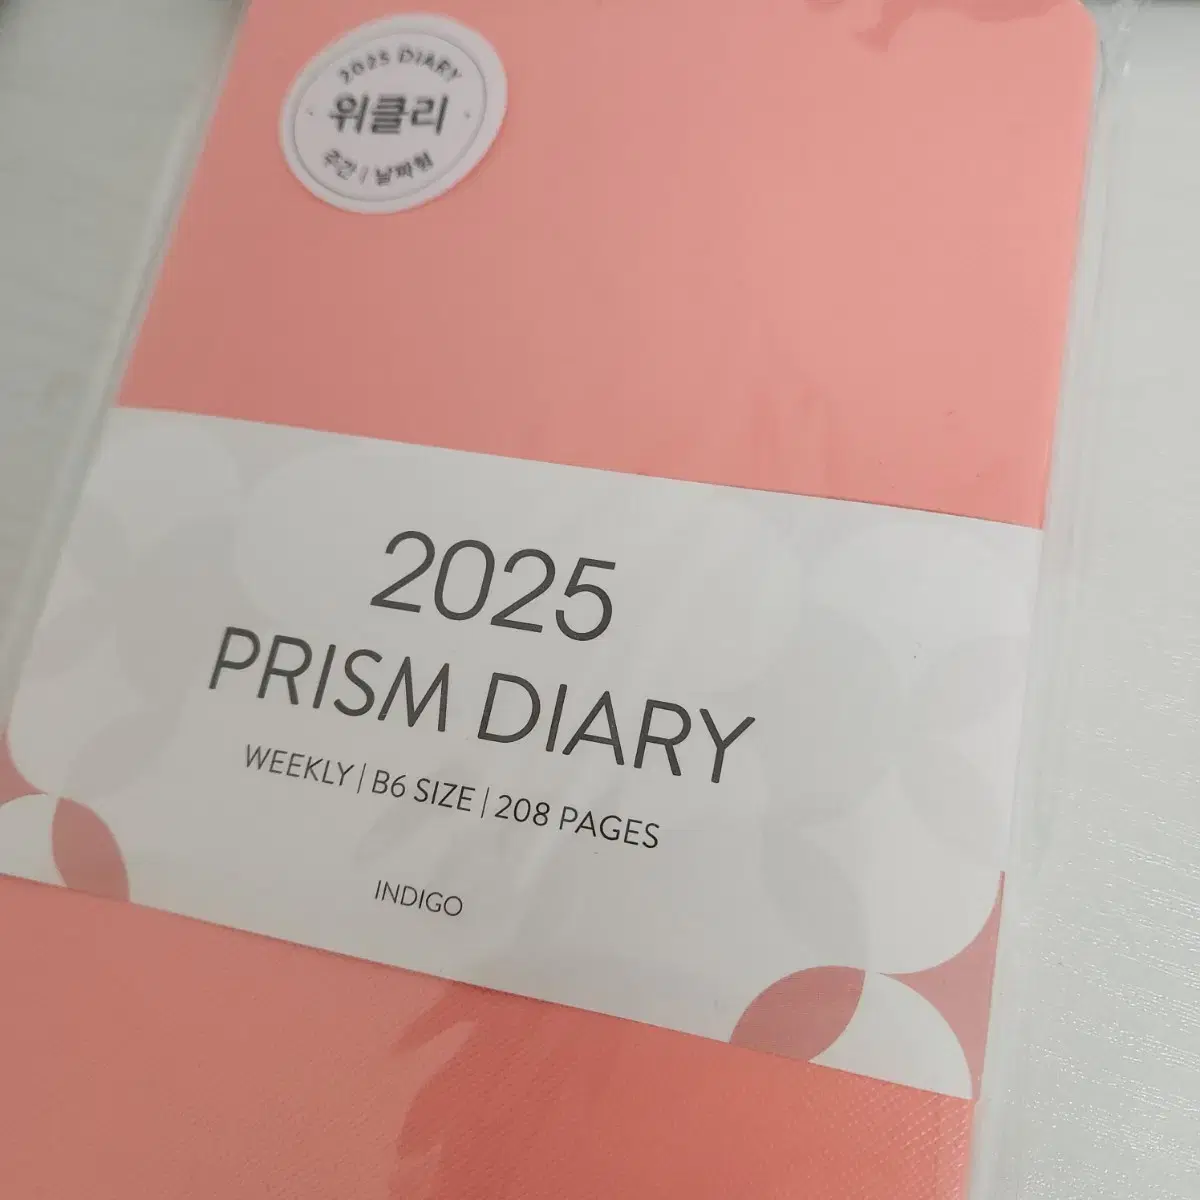 2025 DIARY
위클리
주간 | 날짜형
2025
PRISM DIARY
WEEKLY | B6 SIZE | 208 PAGES
INDIGO